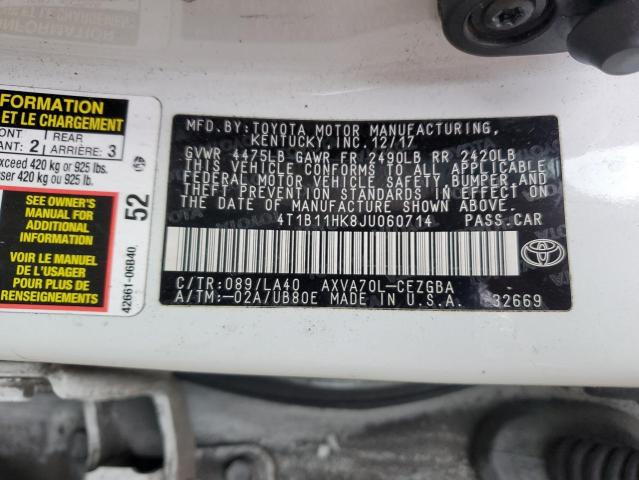 FORMATION
ET LE CHARGEMENT
ONT
ANT: 2
REAR
ARRIÈRE: 3
exceed 420 kg or 925 lbs.
user 420 kg ou 925 lb.
SEE OWNER'S
MANUAL FOR
ADDITIONAL
INFORMATION
VOIR LE MANUEL
DE L'USAGER
POUR PLUS DE
RENSEIGNEMENTS
52
42661-06B40
MFD.BY:TOYOTA MOTOR MANUFACTURING,
KENTUCKY, INC. 12/17
GVWR 4475LB GAWR FR 2490LB RR 2420LB
THIS VEHICLE CONFORMS TO ALL APPLICABLE
FEDERAL MOTOR VEHICLE SAFETY, BUMPER, AND
THEFT PREVENTION STANDARDS IN EFFECT ON
THE DATE OF MANUFACTURE SHOWN ABOVE.
4T1B11HK8JU060714 PASS.CAR
C/TR:089/LA40 AXVA70L-CEZGBA
A/TM:-02A/UB80E MADE IN U.S.A. 32669
TOYOTA